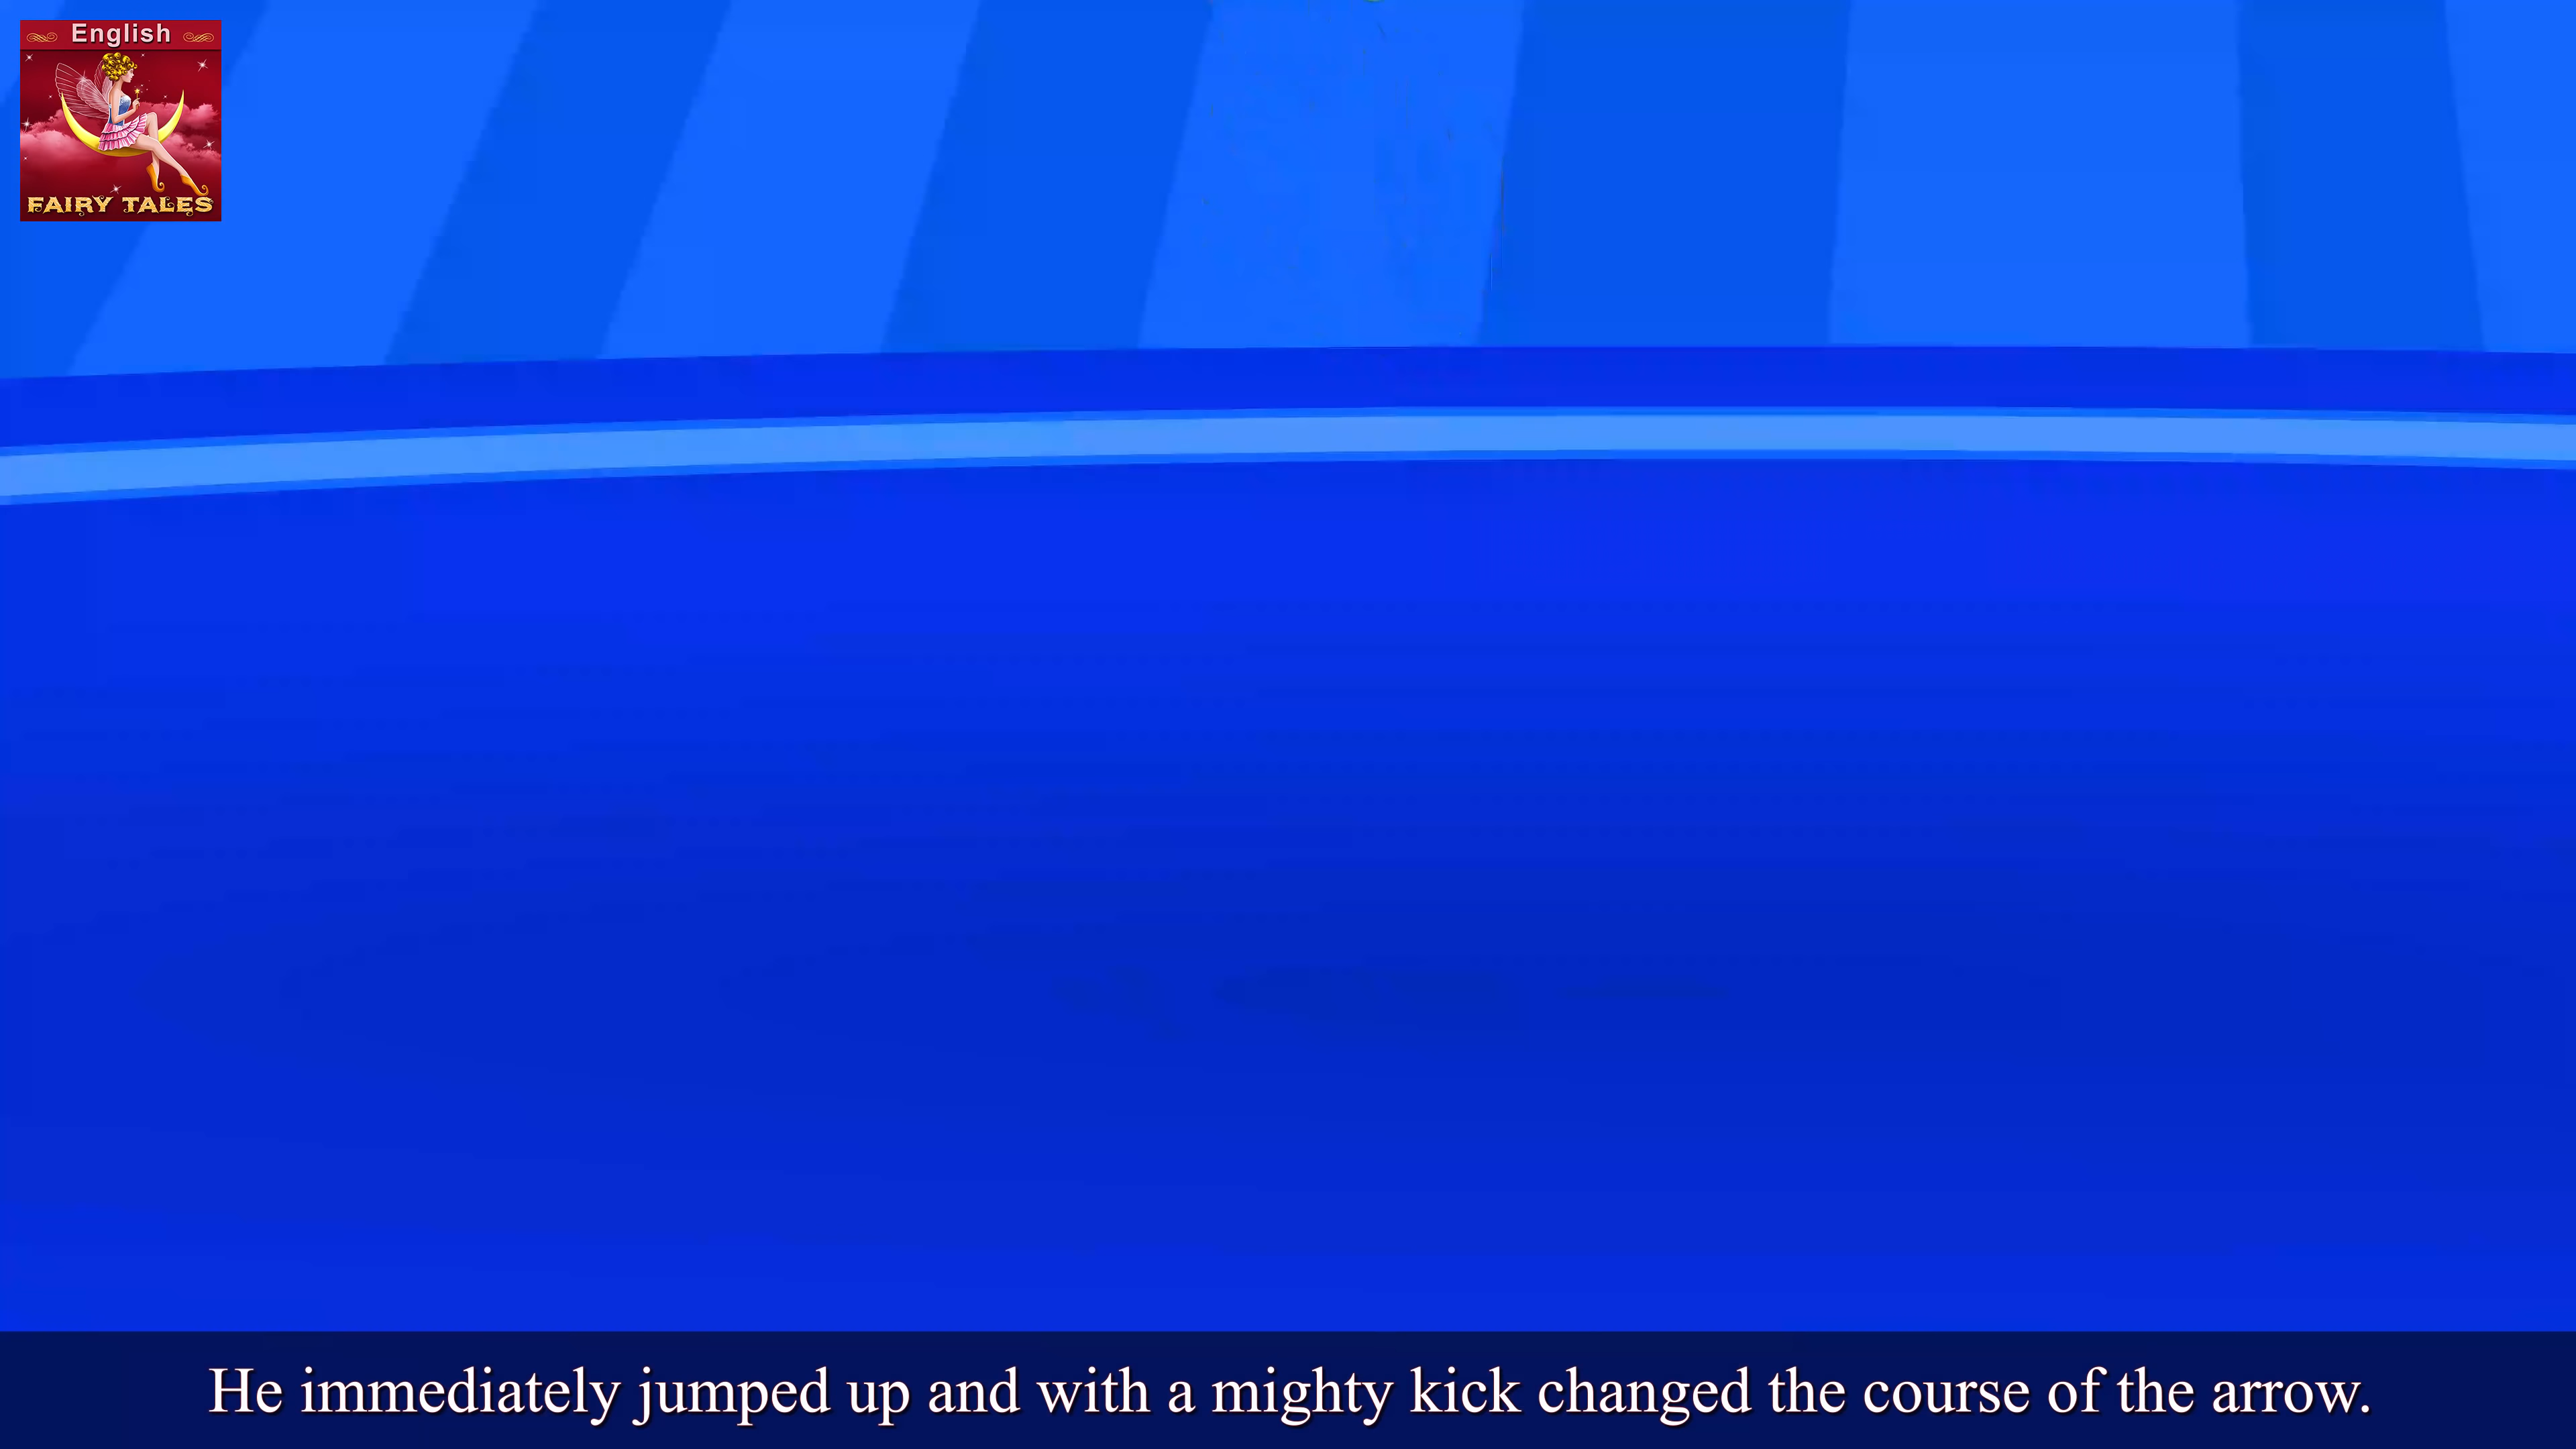 English
FAIRY TALES
He immediately jumped up and with a mighty kick changed the course of the arrow.